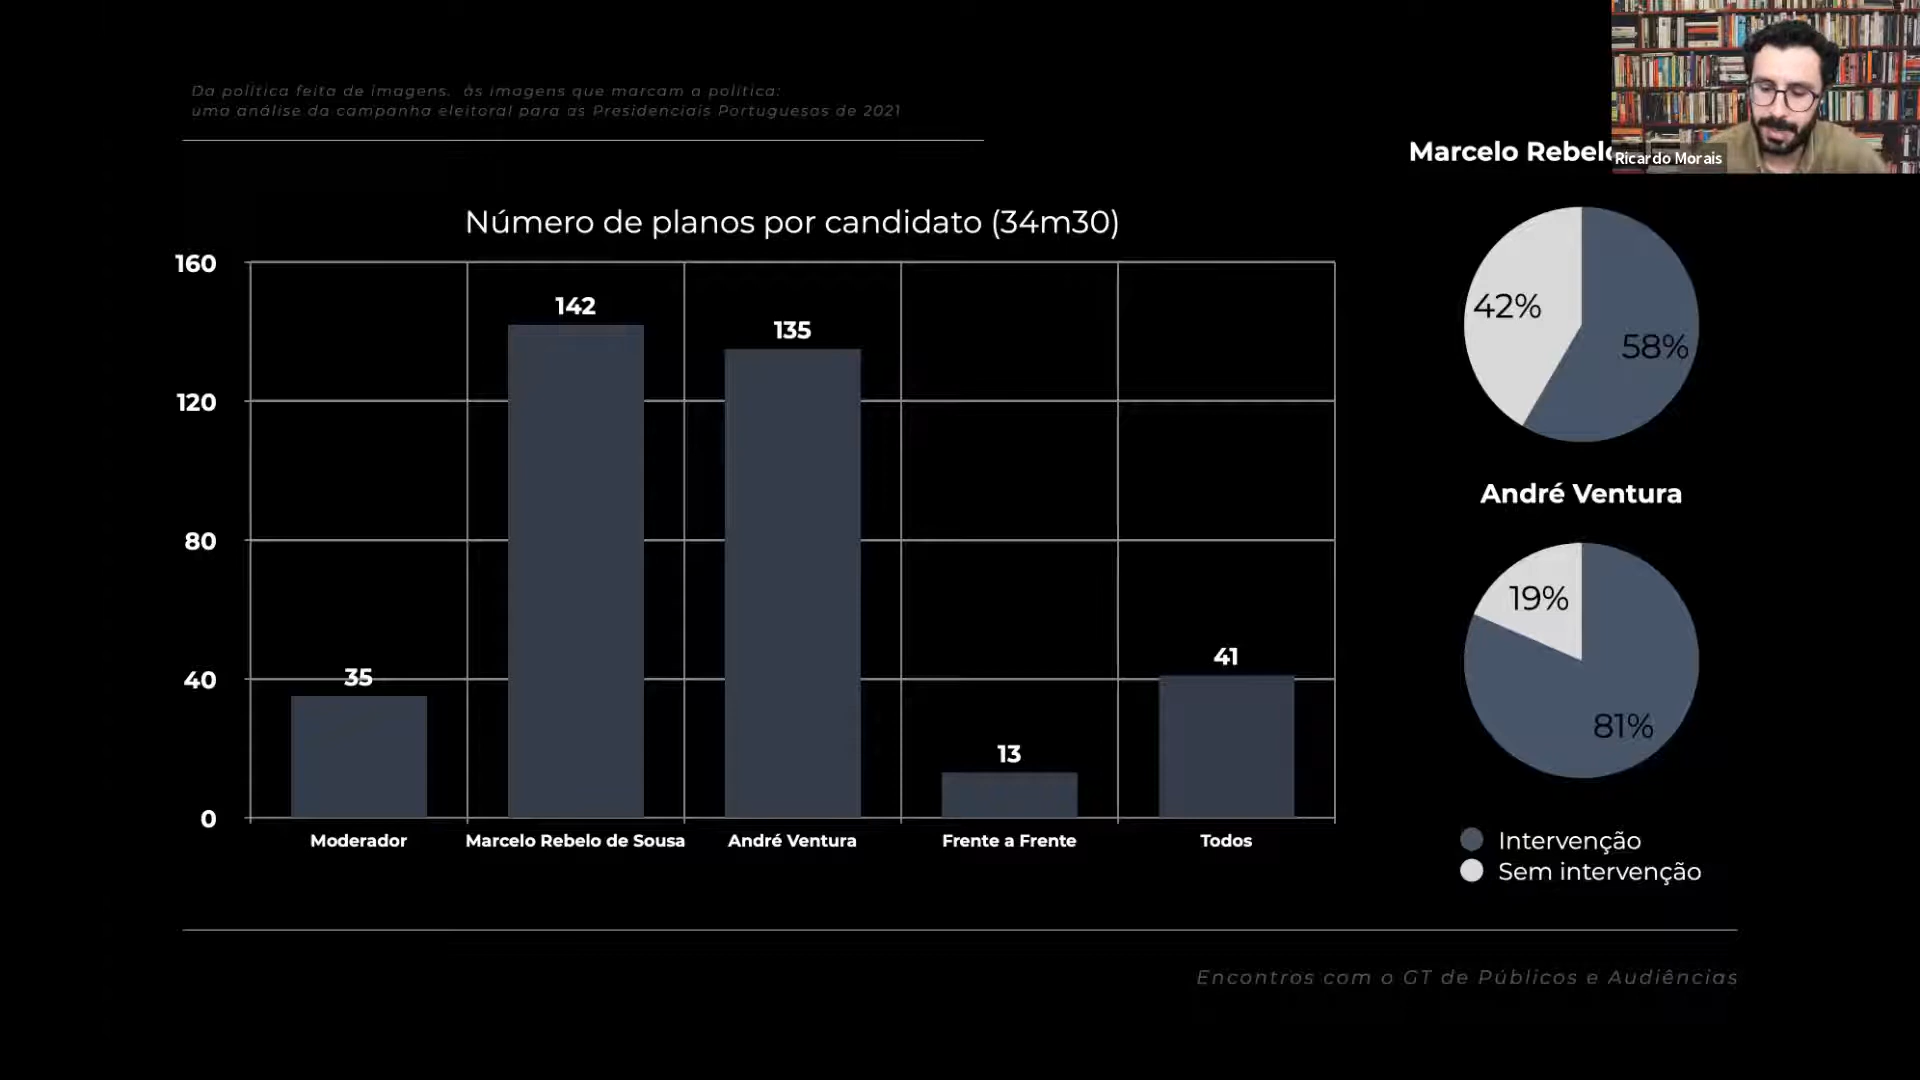 Da política feita de imagens. às imagens que marcam a política:
uma análise da campanha eleitoral para as Presidenciais Portuguesas de 2021
Marcelo Rebelo
Ricardo Morais
Número de planos por candidato (34m30)
160
120
80
40
0
35
142
135
13
41
Moderador
Marcelo Rebelo de Sousa
André Ventura
Frente a Frente
Todos
42%
58%
André Ventura
19%
81%
Intervenção
Sem intervenção
Encontros com o GT de Públicos e Audiências